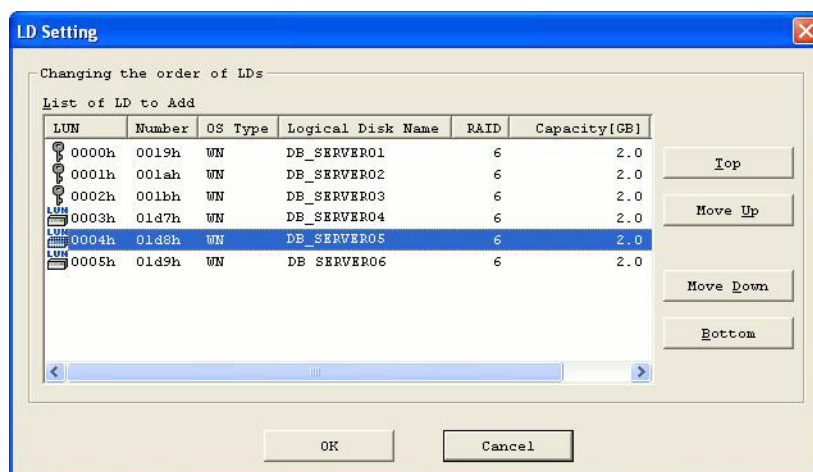 LD Setting
Changing the order of LDs
List of LD to Add
LUN Number OS Type Logical Disk Name RAID Capacity[GB]
0000h 0019h WN DB_SERVER01 6 2.0
0001h 001ah WN DB_SERVER02 6 2.0
0002h 001bh WN DB_SERVER03 6 2.0
LUN 0003h 01d7h WN DB_SERVER04 6 2.0
LUN 0004h 01d8h WN DB_SERVER05 6 2.0
LUN 0005h 01d9h WN DB SERVER06 6 2.0
Top
Move Up
Move Down
Bottom
OK Cancel